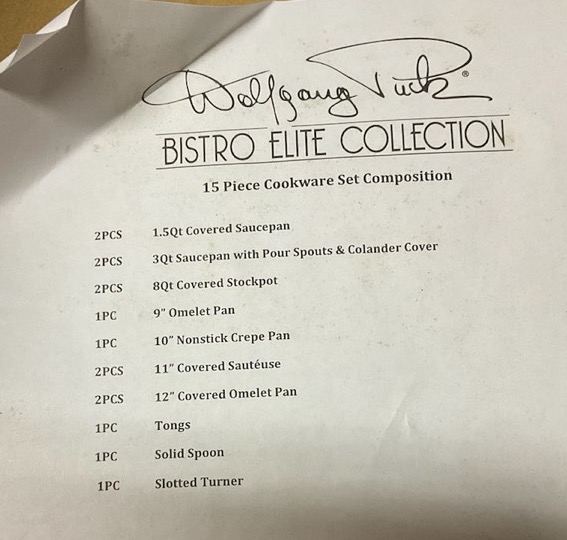 Wolfgang Puck®
BISTRO ELITE COLLECTION
15 Piece Cookware Set Composition
2PCS 1.5Qt Covered Saucepan
2PCS 3Qt Saucepan with Pour Spouts & Colander Cover
2PCS 8Qt Covered Stockpot
1PC 9" Omelet Pan
1PC 10" Nonstick Crepe Pan
2PCS 11" Covered Sautéuse
2PCS 12" Covered Omelet Pan
1PC Tongs
1PC Solid Spoon
1PC Slotted Turner